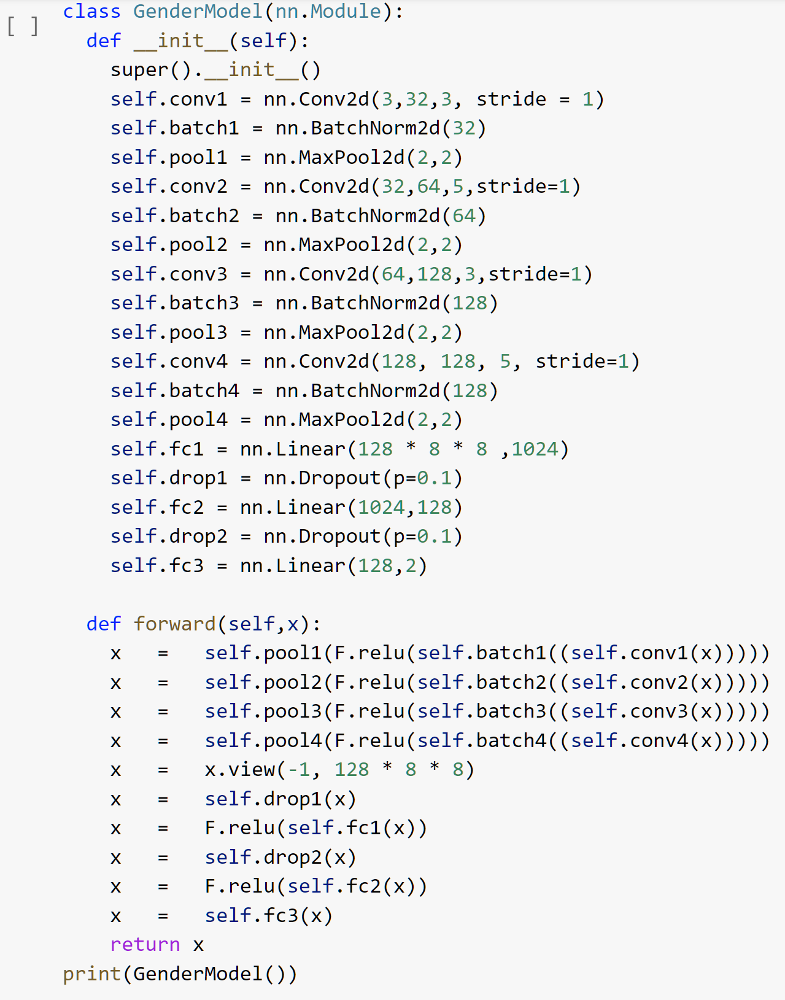 class GenderModel(nn.Module):
[ ]
def __init__(self):
super().__init__()
self.conv1 = nn.Conv2d(3,32,3, stride = 1)
self.batch1 = nn.BatchNorm2d(32)
self.pool1 = nn.MaxPool2d(2,2)
self.conv2 = nn.Conv2d(32,64,5,stride=1)
self.batch2 = nn.BatchNorm2d(64)
self.pool2 = nn.MaxPool2d(2,2)
self.conv3 = nn.Conv2d(64,128,3,stride=1)
self.batch3 = nn.BatchNorm2d(128)
self.pool3 = nn.MaxPool2d(2,2)
self.conv4 = nn.Conv2d(128, 128, 5, stride=1)
self.batch4 = nn.BatchNorm2d(128)
self.pool4 = nn.MaxPool2d(2,2)
self.fc1 = nn.Linear(128 * 8 * 8 ,1024)
self.drop1 = nn.Dropout(p=0.1)
self.fc2 = nn.Linear(1024,128)
self.drop2 = nn.Dropout(p=0.1)
self.fc3 = nn.Linear(128,2)
def forward(self,x):
x   =   self.pool1(F.relu(self.batch1((self.conv1(x)))))
x   =   self.pool2(F.relu(self.batch2((self.conv2(x)))))
x   =   self.pool3(F.relu(self.batch3((self.conv3(x)))))
x   =   self.pool4(F.relu(self.batch4((self.conv4(x)))))
x   =   x.view(-1, 128 * 8 * 8)
x   =   self.drop1(x)
x   =   F.relu(self.fc1(x))
x   =   self.drop2(x)
x   =   F.relu(self.fc2(x))
x   =   self.fc3(x)
return x
print(GenderModel())